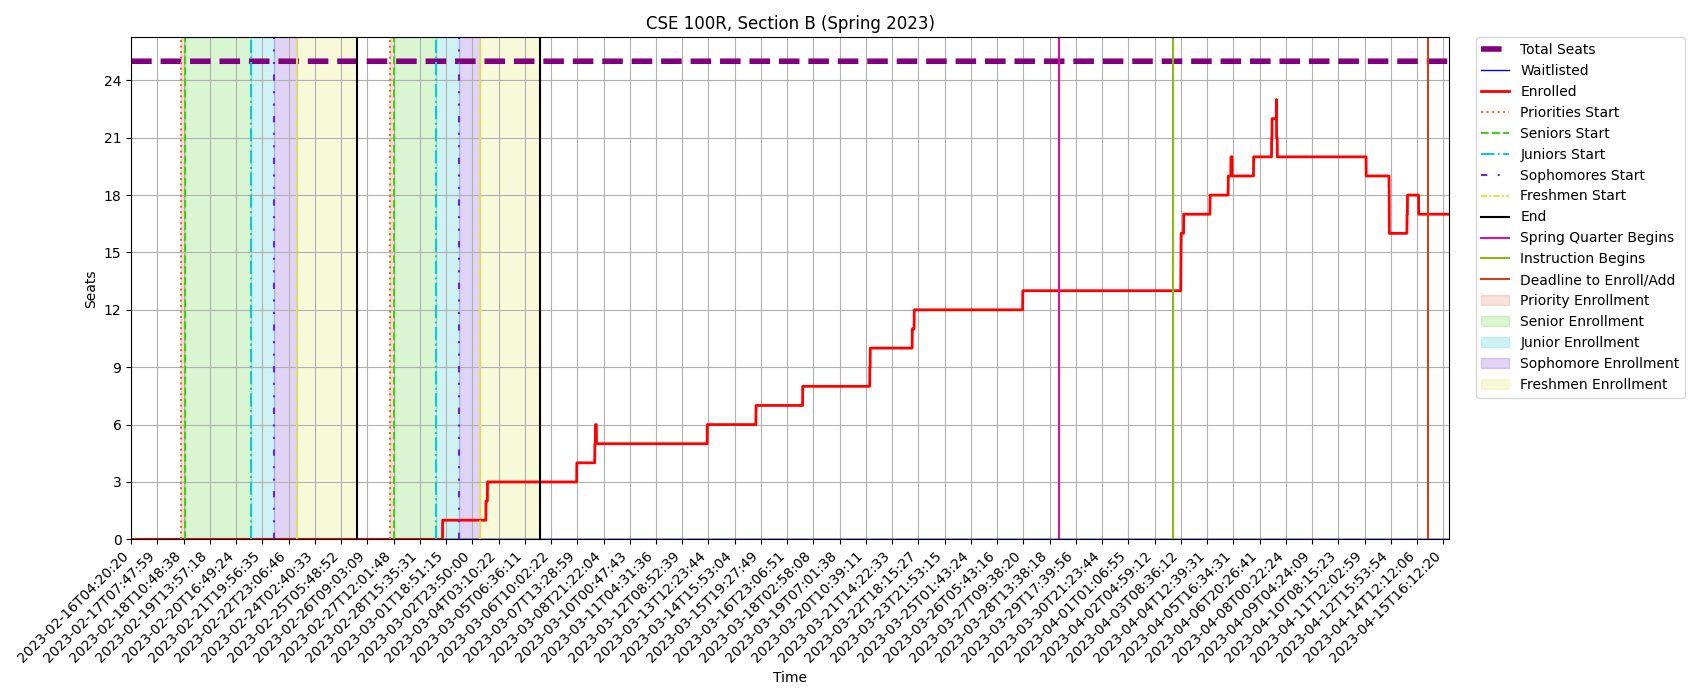 CSE 100R, Section B (Spring 2023)
Seats
24
21
18
15
12
9
6
3
0
2023-02-16T04:20:20
2023-02-17T07:47:59
2023-02-18T10:48:38
2023-02-19T13:57:18
2023-02-20T16:49:24
2023-02-21T19:56:35
2023-02-22T23:06:46
2023-02-24T02:40:33
2023-02-25T05:48:52
2023-02-26T09:03:09
2023-02-27T12:01:48
2023-02-28T15:35:31
2023-03-01T18:51:15
2023-03-02T23:50:00
2023-03-04T03:10:22
2023-03-05T06:36:11
2023-03-06T10:02:22
2023-03-07T13:28:59
2023-03-08T21:22:04
2023-03-10T00:47:43
2023-03-11T04:31:36
2023-03-12T08:52:39
2023-03-13T12:23:44
2023-03-14T15:53:04
2023-03-15T19:27:49
2023-03-16T23:06:51
2023-03-18T02:58:08
2023-03-19T07:01:38
2023-03-20T10:39:11
2023-03-21T14:22:33
2023-03-22T18:15:27
2023-03-23T21:53:15
2023-03-25T01:43:24
2023-03-26T05:43:16
2023-03-27T09:38:20
2023-03-28T13:38:18
2023-03-29T17:39:56
2023-03-30T21:23:44
2023-04-01T01:06:55
2023-04-02T04:59:12
2023-04-03T08:36:12
2023-04-04T12:39:31
2023-04-05T16:34:31
2023-04-06T20:26:41
2023-04-08T00:22:24
2023-04-09T04:24:09
2023-04-10T08:15:23
2023-04-11T12:02:59
2023-04-12T15:53:54
2023-04-14T12:12:06
2023-04-15T16:12:20
Time
Total Seats
Waitlisted
Enrolled
Priorities Start
Seniors Start
Juniors Start
Sophomores Start
Freshmen Start
End
Spring Quarter Begins
Instruction Begins
Deadline to Enroll/Add
Priority Enrollment
Senior Enrollment
Junior Enrollment
Sophomore Enrollment
Freshmen Enrollment